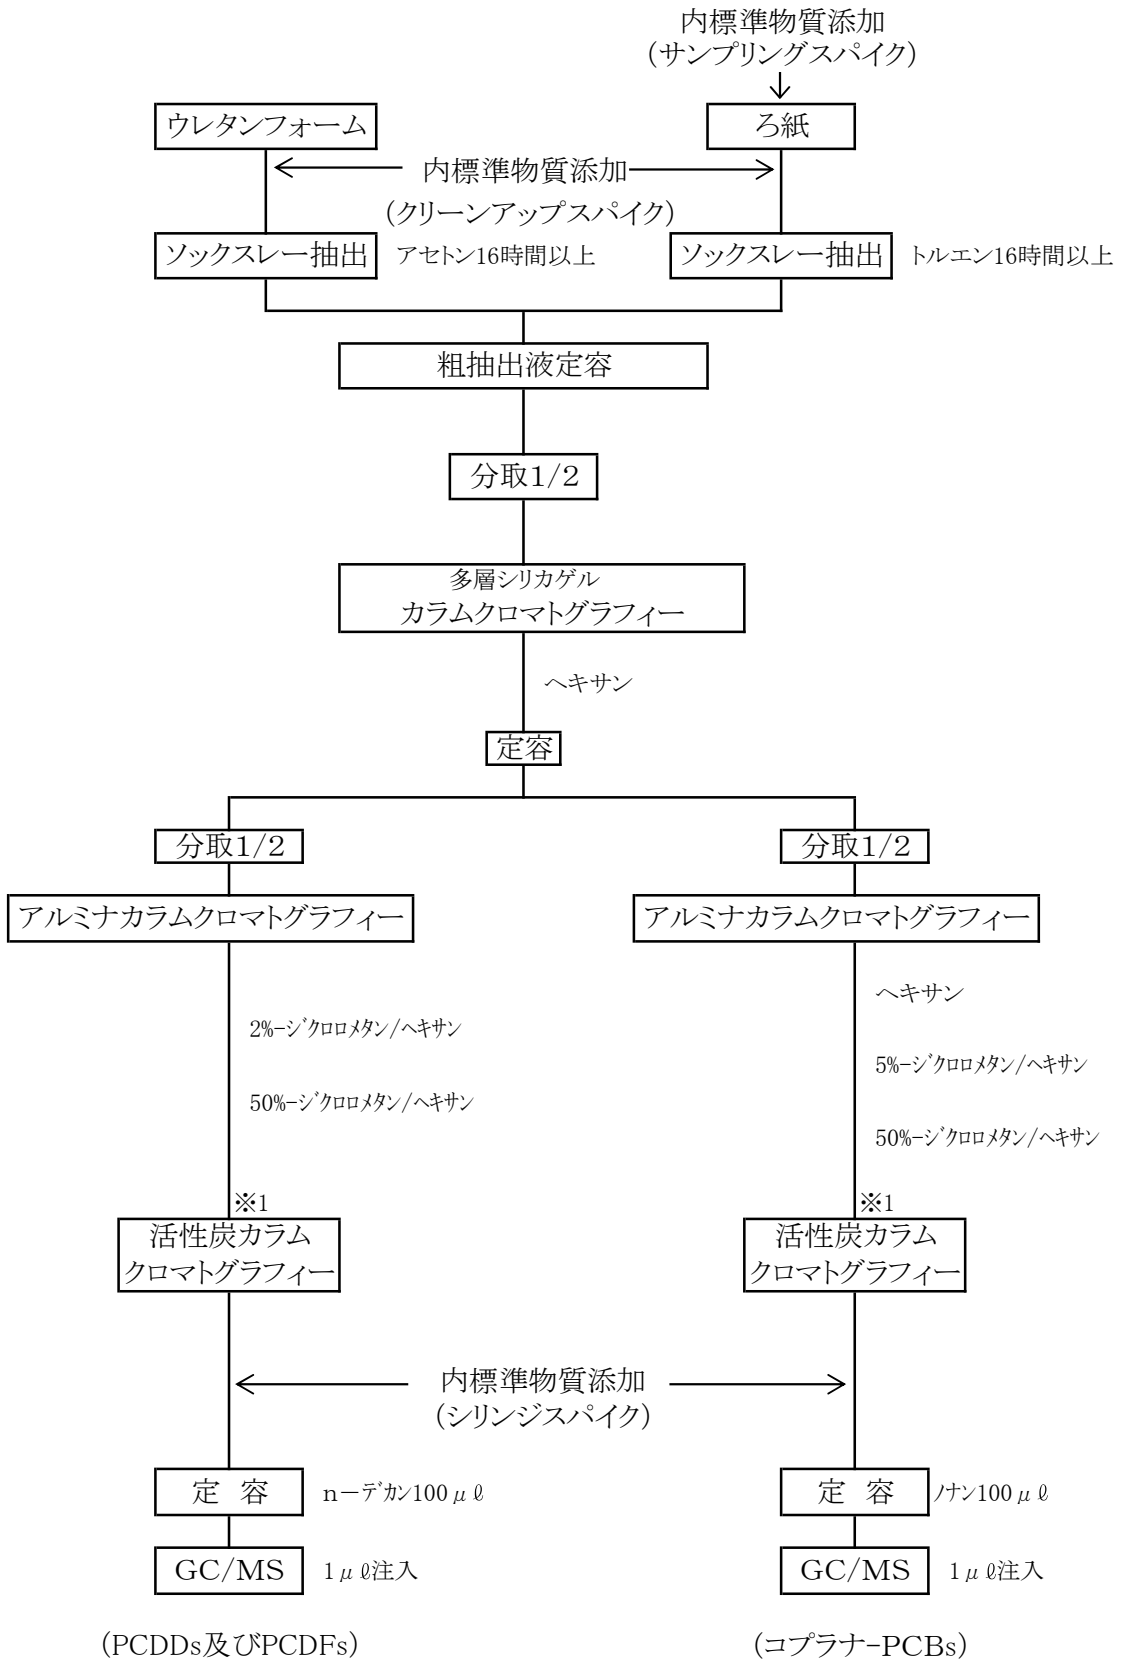 内標準物質添加
(サンプリングスパイク)
ウレタンフォーム
ろ紙
内標準物質添加
(クリーンアップスパイク)
ソックスレー抽出
アセトン16時間以上
ソックスレー抽出
トルエン16時間以上
粗抽出液定容
分取1/2
多層シリカゲル
カラムクロマトグラフィー
ヘキサン
定容
分取1/2
分取1/2
アルミナカラムクロマトグラフィー
アルミナカラムクロマトグラフィー
ヘキサン
2%-ジクロロメタン/ヘキサン
5%-ジクロロメタン/ヘキサン
50%-ジクロロメタン/ヘキサン
50%-ジクロロメタン/ヘキサン
※1
※1
活性炭カラム
クロマトグラフィー
活性炭カラム
クロマトグラフィー
内標準物質添加
(シリンジスパイク)
定 容
n-デカン100μℓ
定 容
ノナン100μℓ
GC/MS
1μℓ注入
GC/MS
1μℓ注入
(PCDDs及びPCDFs)
(コプラナ-PCBs)